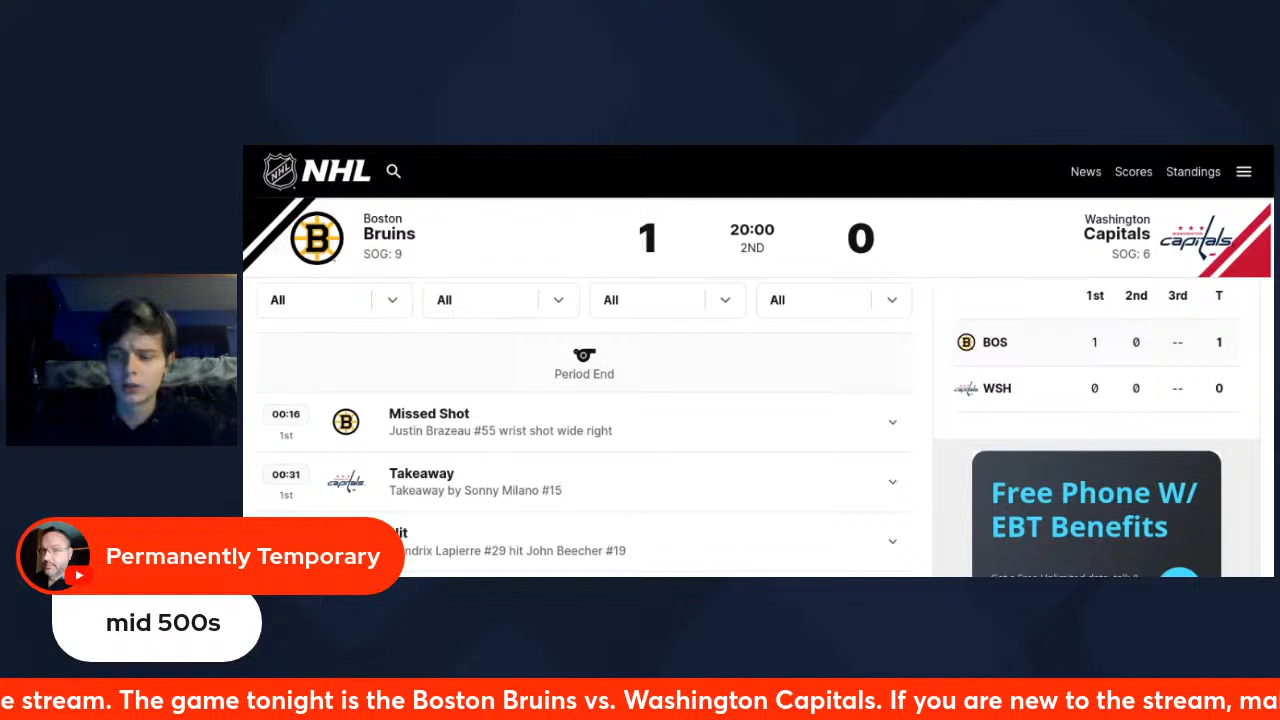 NHL
NHL
News Scores Standings
Boston
Bruins
SOG: 9
1
20:00
2ND
0
Washington
Capitals
SOG: 6
capitals
All All All All
Period End
00:16
1st
Missed Shot
Justin Brazeau #55 wrist shot wide right
00:31
1st
capitals
Takeaway
Takeaway by Sonny Milano #15
#29 hit John Beecher #19
1st 2nd 3rd T
BOS 1 0 -- 1
WSH 0 0 -- 0
Free Phone W/
EBT Benefits
Permanently Temporary
mid 500s
e stream. The game tonight is the Boston Bruins vs. Washington Capitals. If you are new to the stream, ma